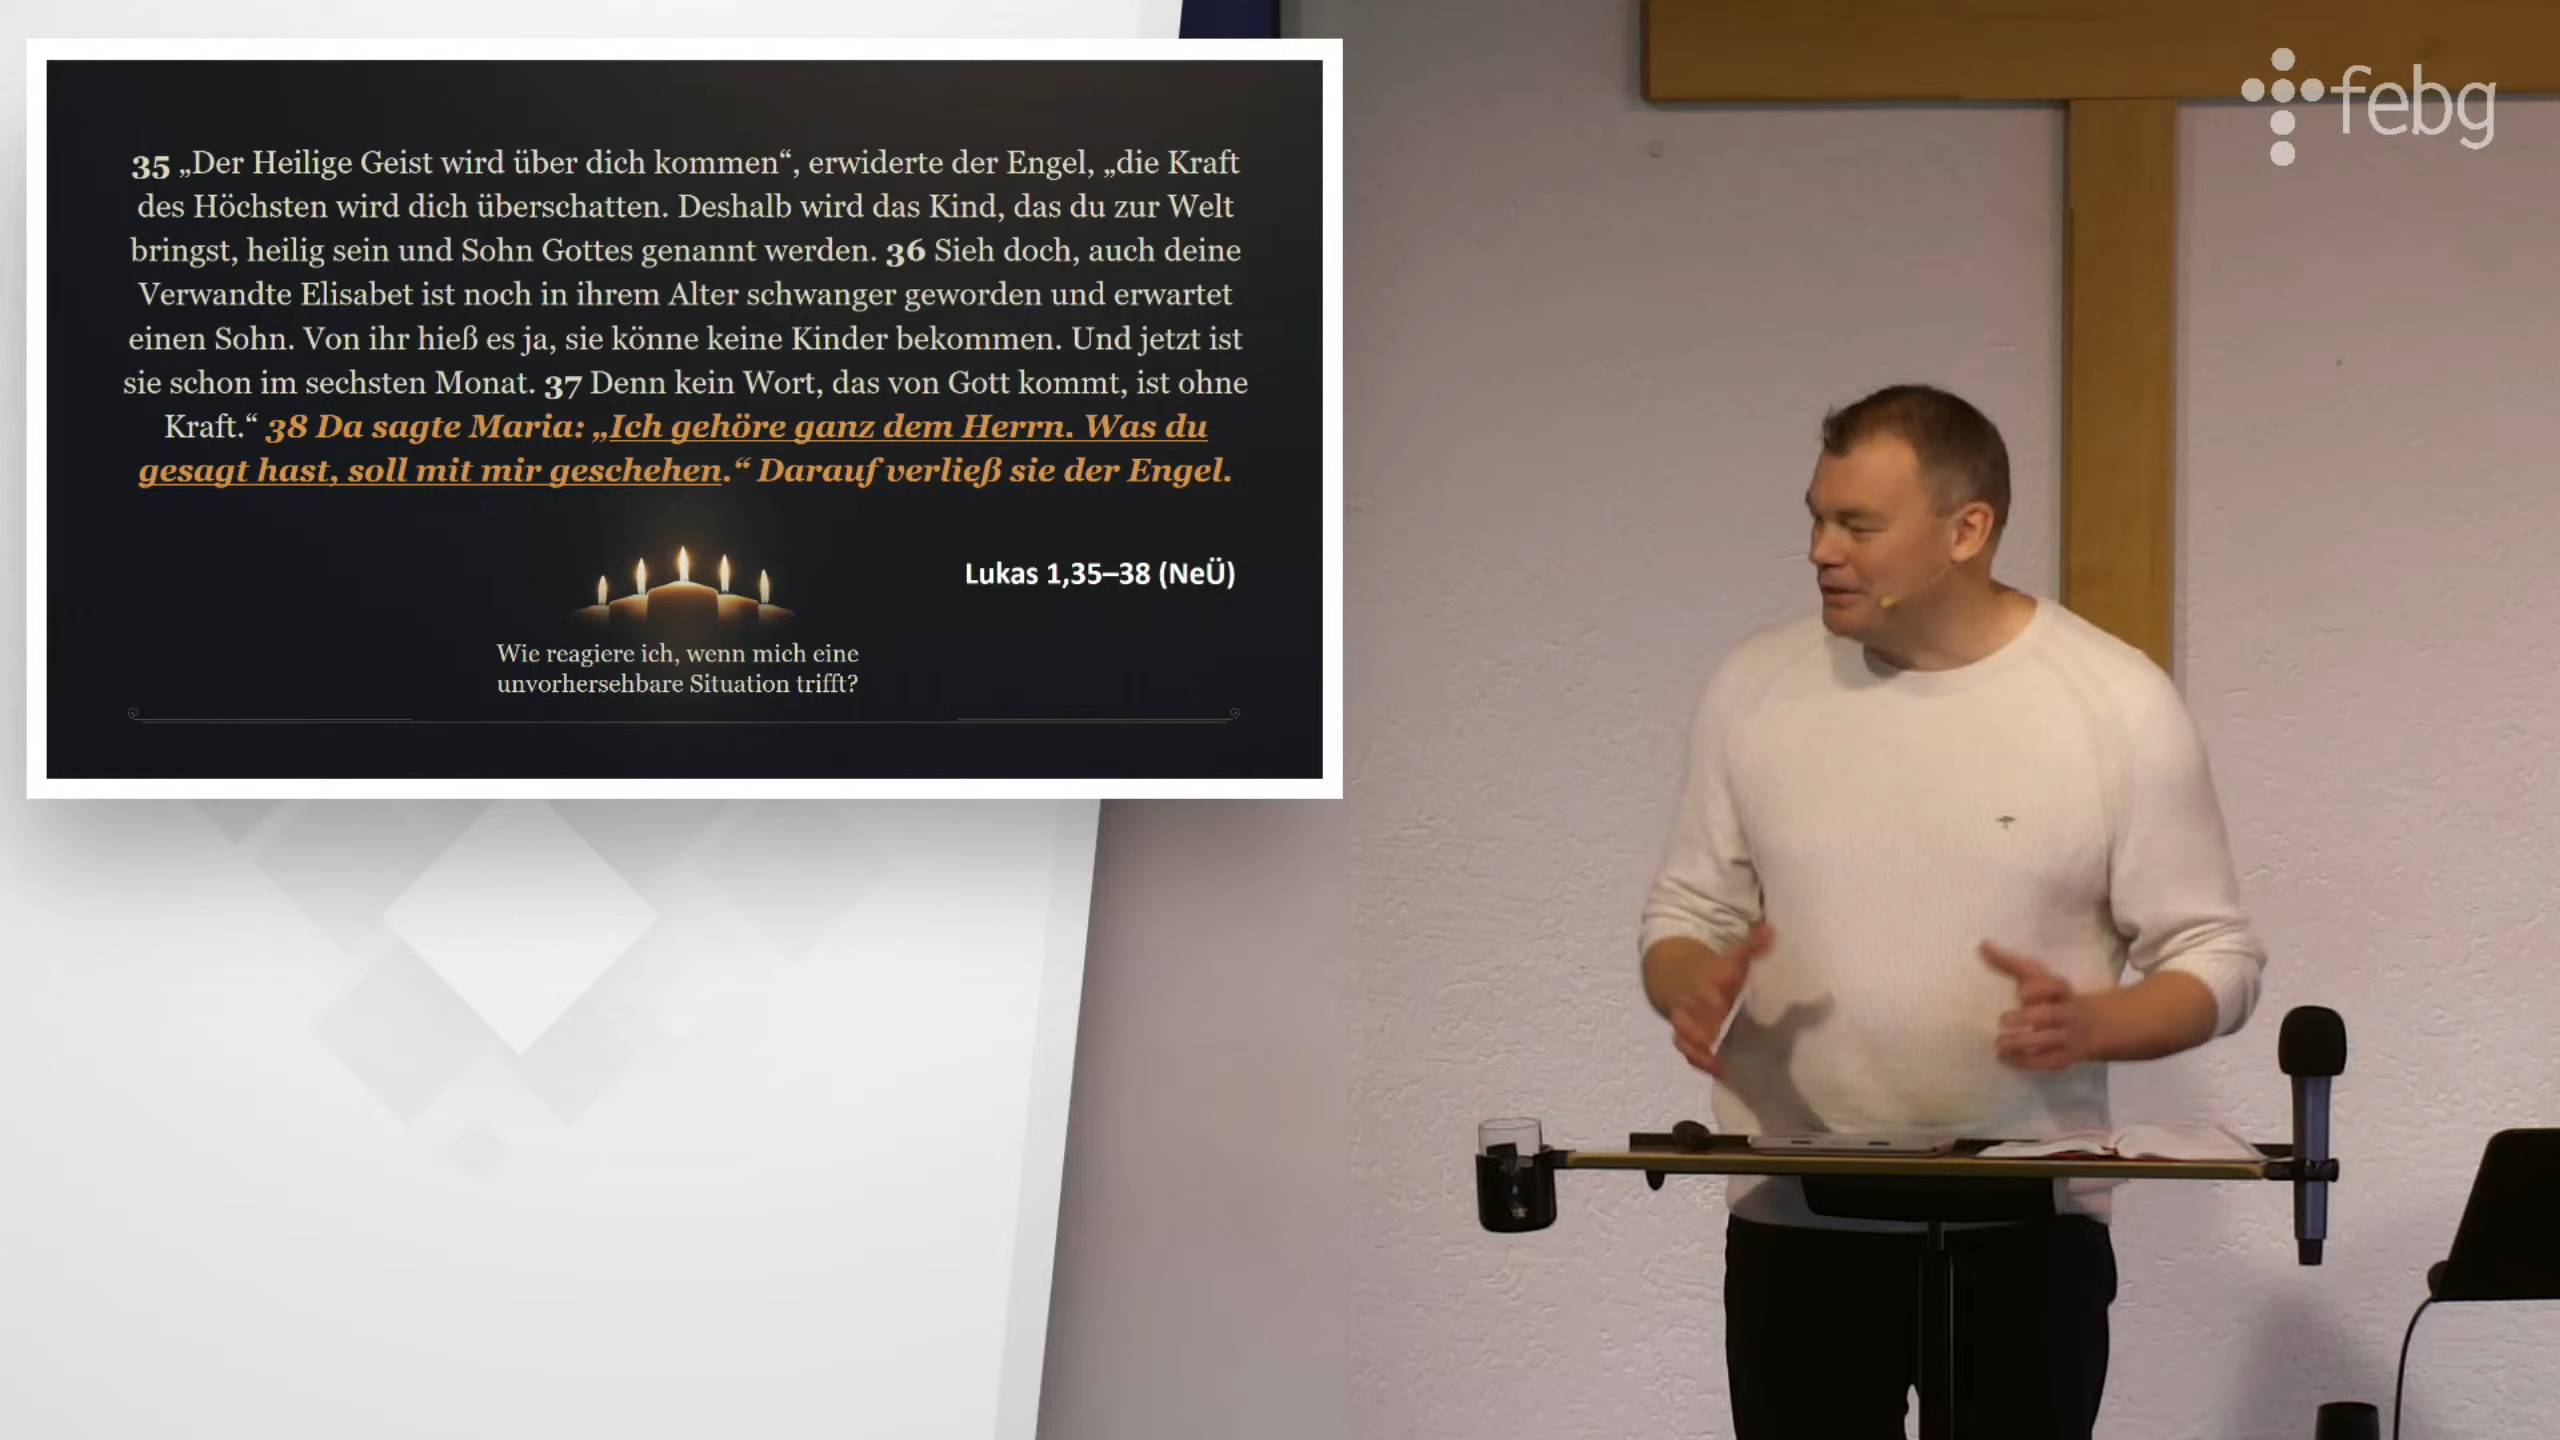 35 „Der Heilige Geist wird über dich kommen“, erwiderte der Engel, „die Kraft
des Höchsten wird dich überschatten. Deshalb wird das Kind, das du zur Welt
bringst, heilig sein und Sohn Gottes genannt werden. 36 Sieh doch, auch deine
Verwandte Elisabet ist noch in ihrem Alter schwanger geworden und erwartet
einen Sohn. Von ihr hieß es ja, sie könne keine Kinder bekommen. Und jetzt ist
sie schon im sechsten Monat. 37 Denn kein Wort, das von Gott kommt, ist ohne
Kraft.“ 38 Da sagte Maria: „Ich gehöre ganz dem Herrn. Was du
gesagt hast, soll mit mir geschehen.“ Darauf verließ sie der Engel.
Lukas 1,35–38 (NeÜ)
Wie reagiere ich, wenn mich eine
unvorhersehbare Situation trifft?
febg